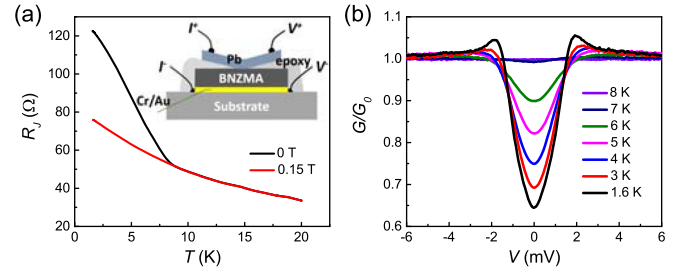 (a)
I⁺
V⁺
Pb
epoxy
I⁻
BNZMA
V⁻
Cr/Au
Substrate
0 T
0.15 T
120
100
80
60
40
20
R_J (Ω)
0
5
10
15
20
T (K)
(b)
1.1
1.0
0.9
0.8
0.7
0.6
G/G₀
8 K
7 K
6 K
5 K
4 K
3 K
1.6 K
-6
-4
-2
0
2
4
6
V (mV)